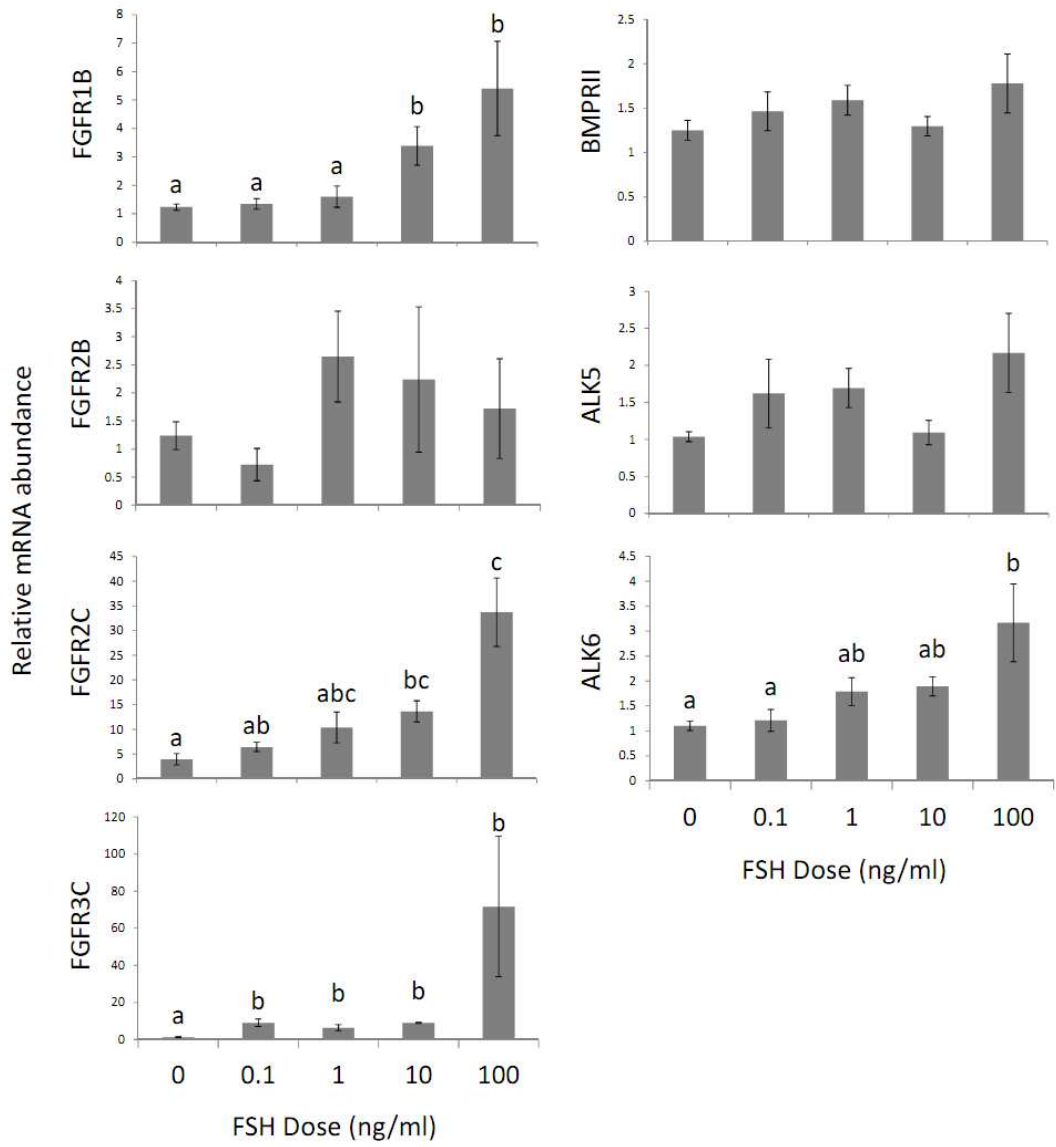 Relative mRNA abundance
FGFR1B
8
7
6
5
4
3
2
1
0
a
a
a
b
b
FGFR2B
4
3.5
3
2.5
2
1.5
1
0.5
0
FGFR2C
45
40
35
30
25
20
15
10
5
0
a
ab
abc
bc
c
FGFR3C
120
100
80
60
40
20
0
a
b
b
b
b
0 0.1 1 10 100
FSH Dose (ng/ml)
BMPRII
2.5
2
1.5
1
0.5
0
ALK5
3
2.5
2
1.5
1
0.5
0
ALK6
4.5
4
3.5
3
2.5
2
1.5
1
0.5
0
a
a
ab
ab
b
0 0.1 1 10 100
FSH Dose (ng/ml)